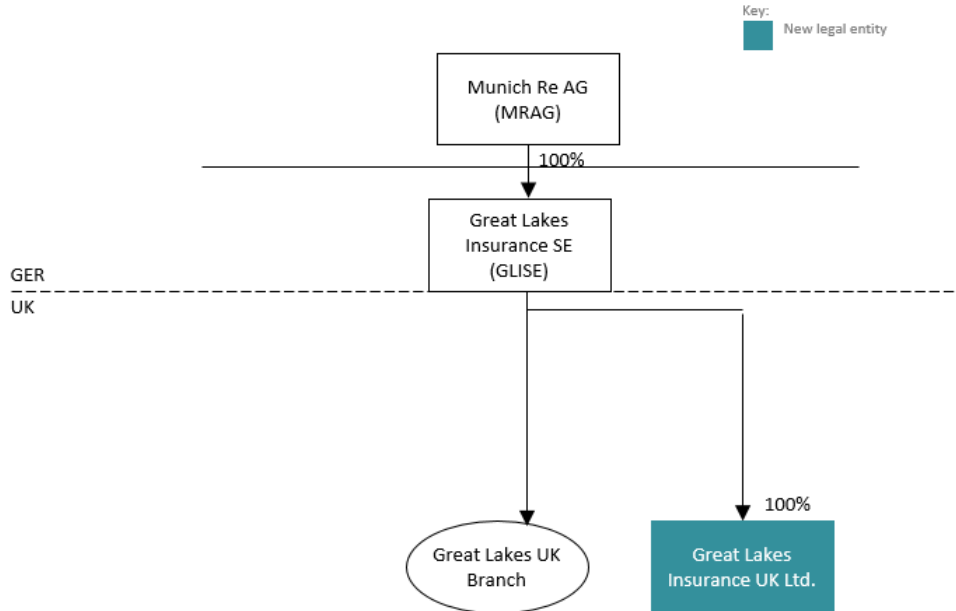 Key:
New legal entity
Munich Re AG
(MRAG)
100%
Great Lakes
Insurance SE
(GLISE)
GER
UK
100%
Great Lakes UK
Branch
Great Lakes
Insurance UK Ltd.